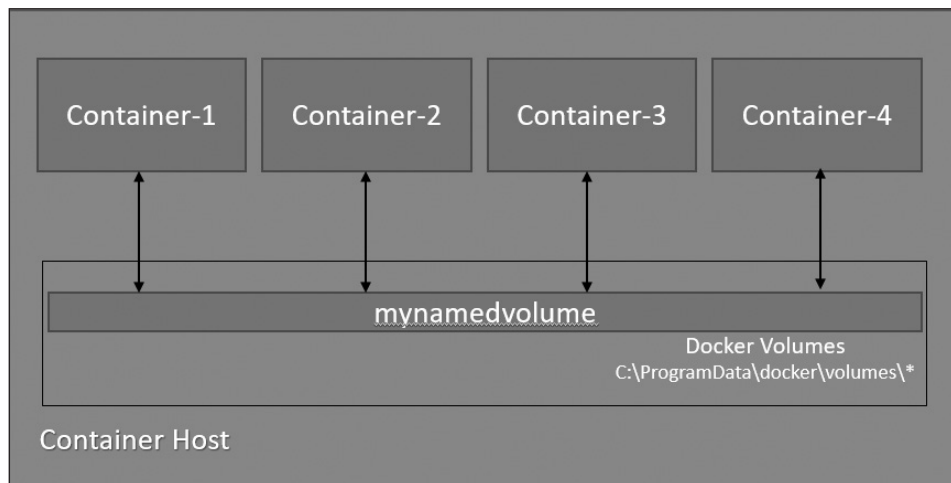 Container-1
Container-2
Container-3
Container-4
mynamedvolume
Docker Volumes
C:\ProgramData\docker\volumes\*
Container Host